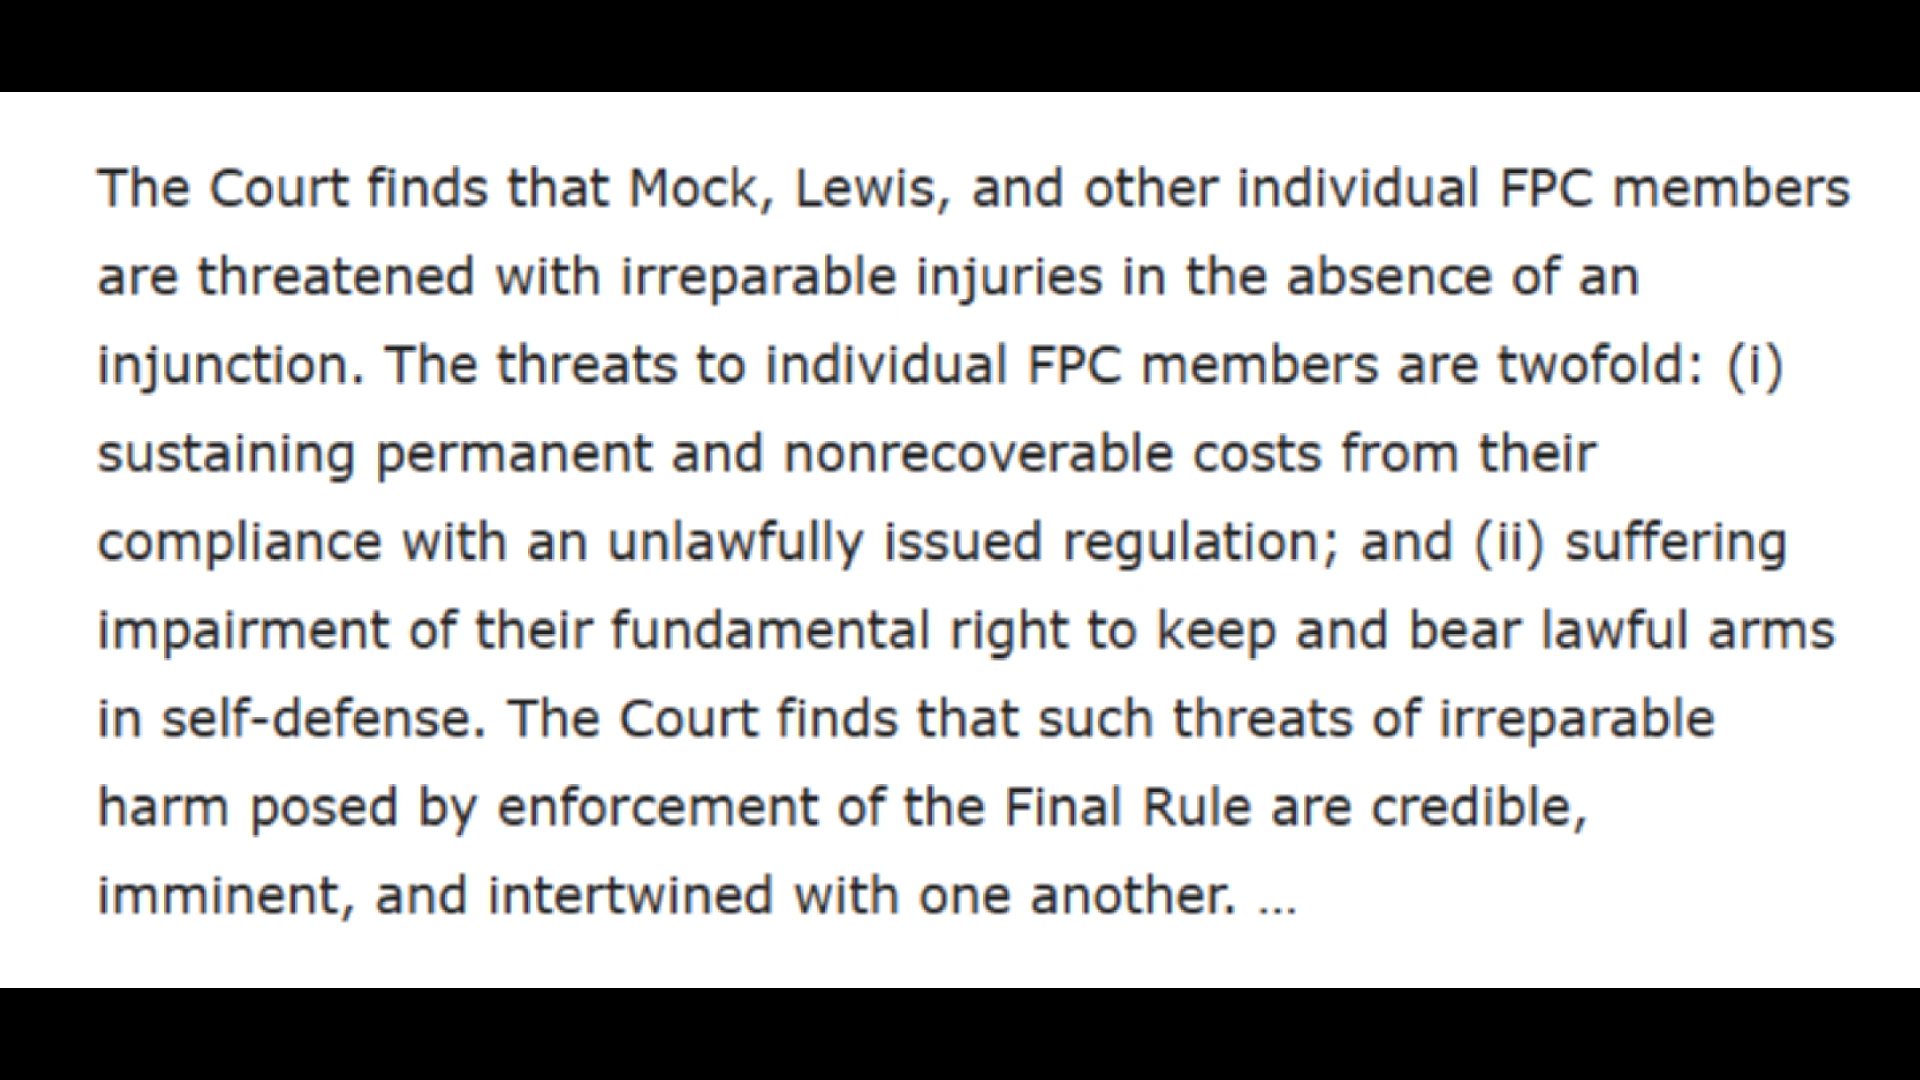 The Court finds that Mock, Lewis, and other individual FPC members
are threatened with irreparable injuries in the absence of an
injunction. The threats to individual FPC members are twofold: (i)
sustaining permanent and nonrecoverable costs from their
compliance with an unlawfully issued regulation; and (ii) suffering
impairment of their fundamental right to keep and bear lawful arms
in self-defense. The Court finds that such threats of irreparable
harm posed by enforcement of the Final Rule are credible,
imminent, and intertwined with one another. ...